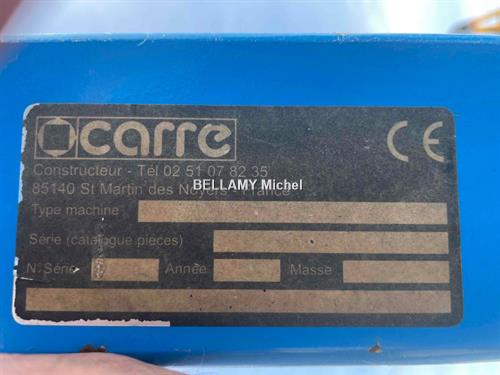 carre
CE
Constructeur - Tél 02 51 07 82 35
85140 St Martin des Noyers - France
BELLAMY Michel
Type machine
Série (catalogue pièces)
N. Série Année Masse